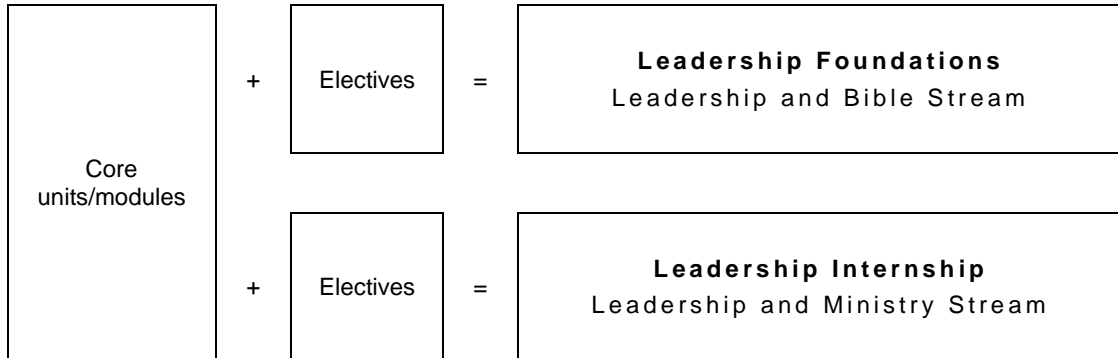 +
Electives
=
Leadership Foundations
Leadership and Bible Stream
Core
units/modules
+
Electives
=
Leadership Internship
Leadership and Ministry Stream